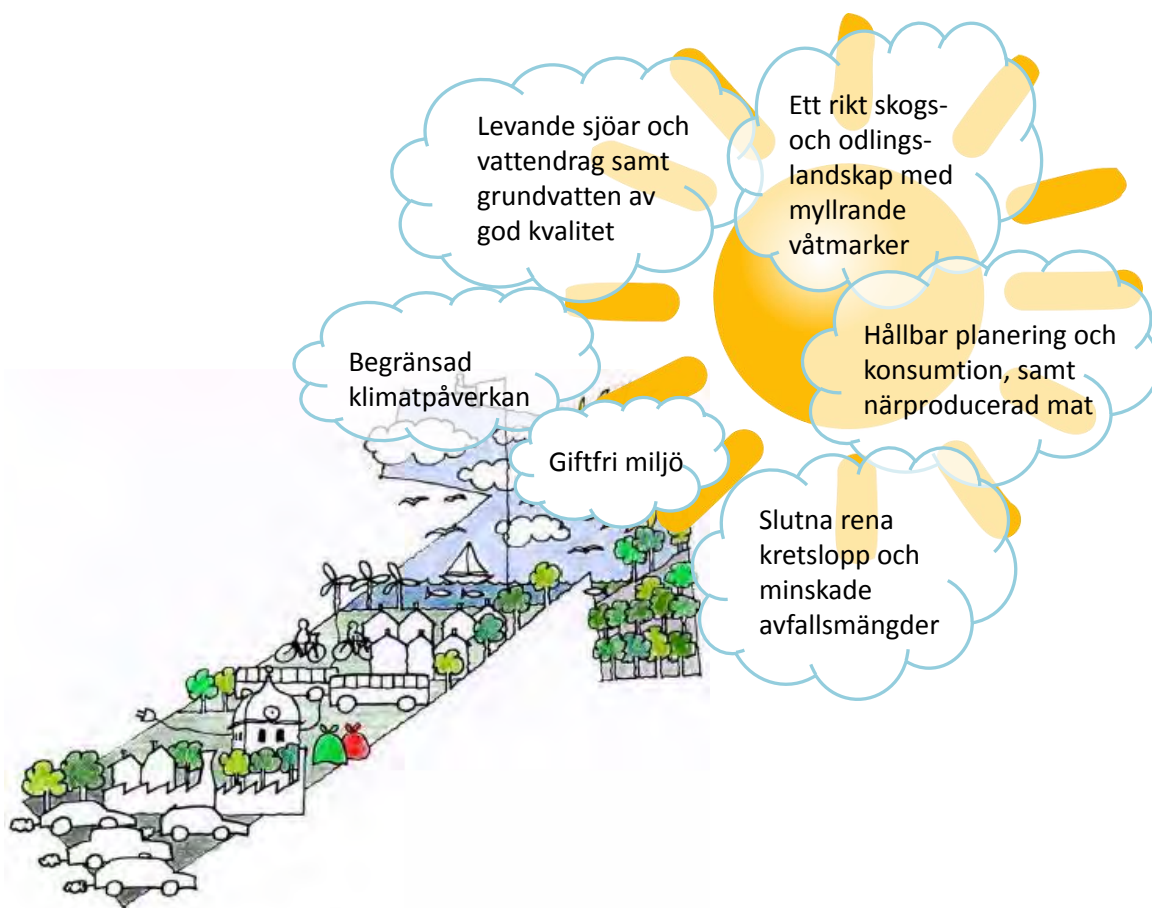 Levande sjöar och
vattendrag samt
grundvatten av
god kvalitet
Ett rikt skogs-
och odlings-
landskap med
myllrande
våtmarker
Begränsad
klimatpåverkan
Giftfri miljö
Hållbar planering och
konsumtion, samt
närproducerad mat
Slutna rena
kretslopp och
minskade
avfallsmängder